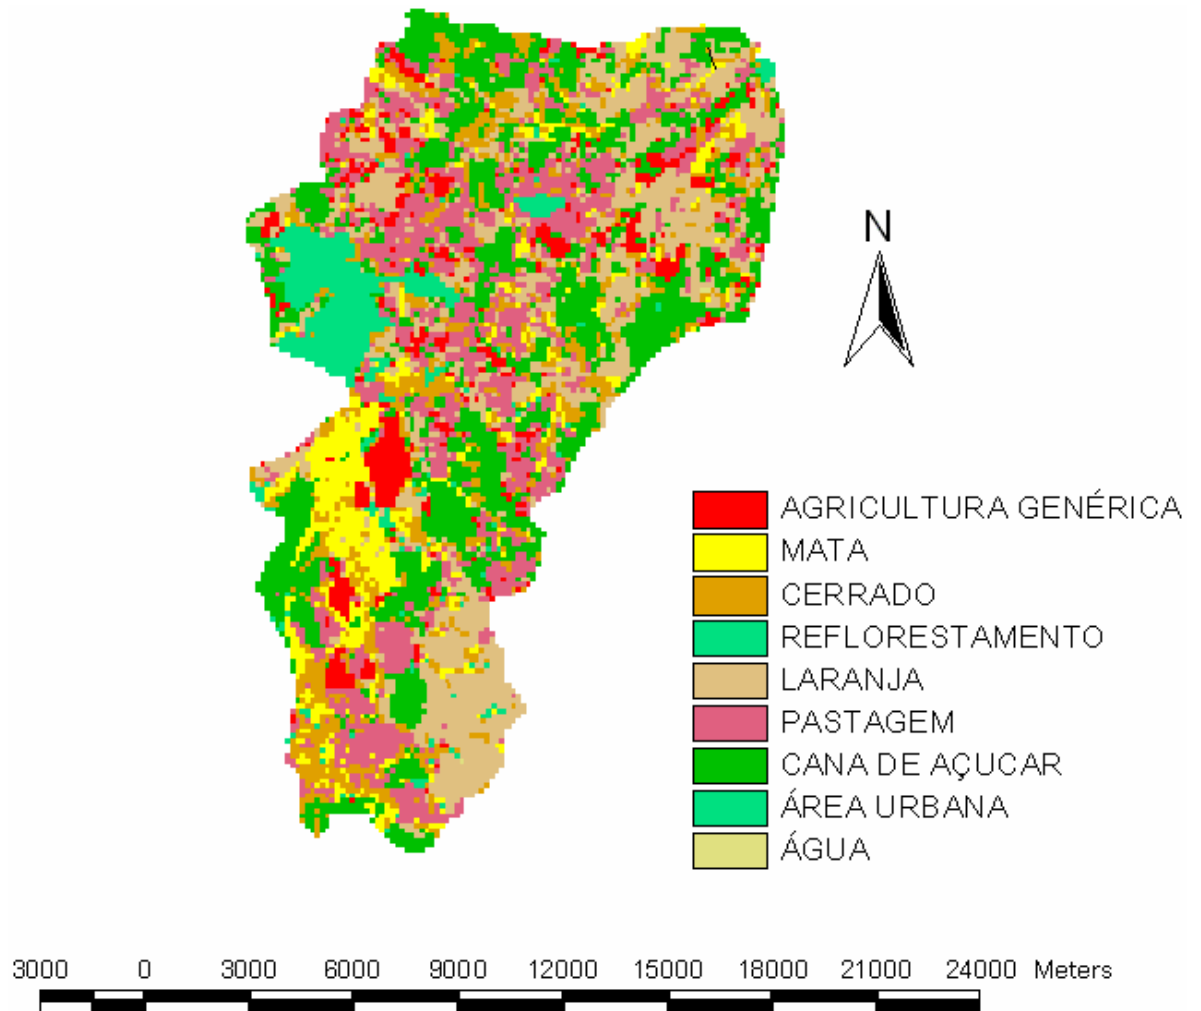 N
AGRICULTURA GENÉRICA
MATA
CERRADO
REFLORESTAMENTO
LARANJA
PASTAGEM
CANA DE AÇUCAR
ÁREA URBANA
ÁGUA
3000 0 3000 6000 9000 12000 15000 18000 21000 24000 Meters